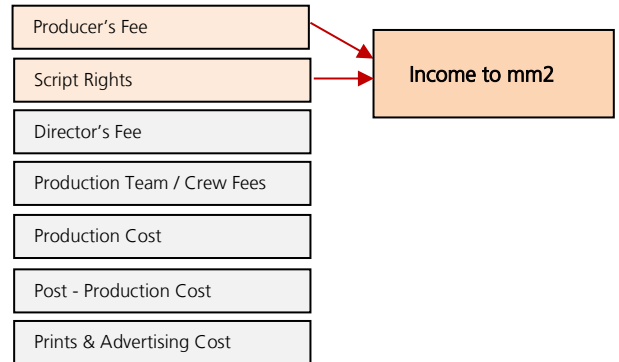 Producer’s Fee
Income to mm2
Script Rights
Director’s Fee
Production Team / Crew Fees
Production Cost
Post - Production Cost
Prints & Advertising Cost